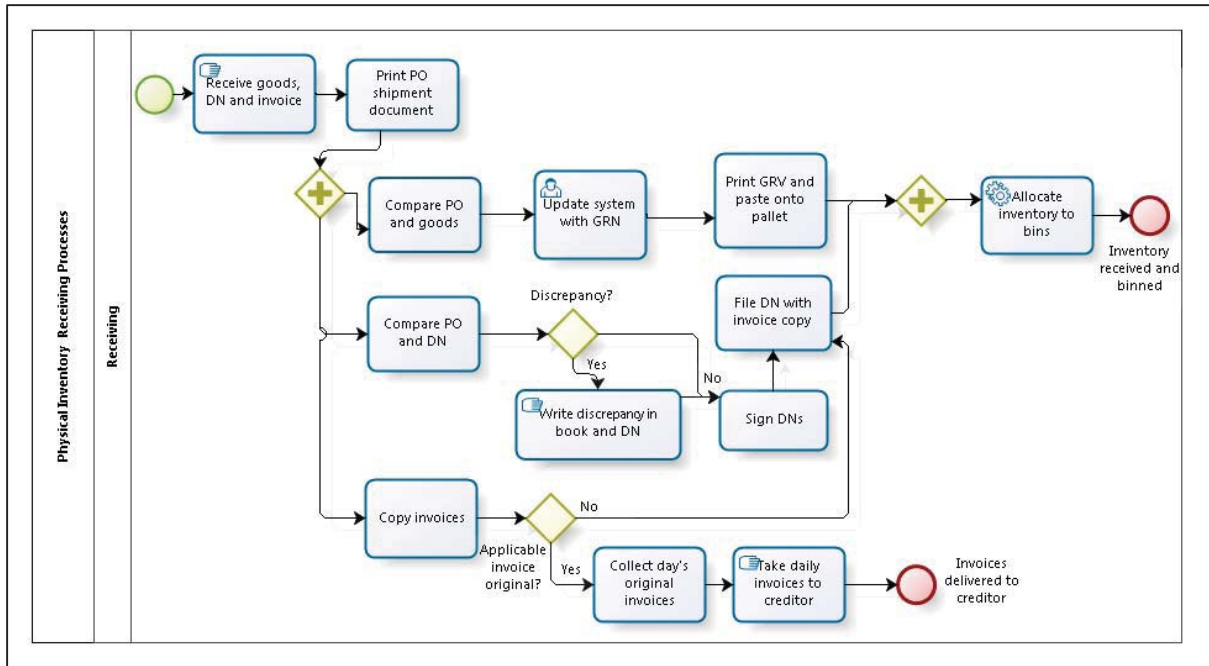 Physical Inventory Receiving Processes
Receiving
Receive goods,
DN and invoice
Print PO
shipment
document
Compare PO
and goods
Update system
with GRN
Print GRV and
paste onto
pallet
Allocate
inventory to
bins
Inventory
received and
binned
Compare PO
and DN
Discrepancy?
Yes
No
Write discrepancy in
book and DN
Sign DNs
File DN with
invoice copy
Copy invoices
Applicable
invoice
original?
No
Yes
Collect day's
original
invoices
Take daily
invoices to
creditor
Invoices
delivered to
creditor